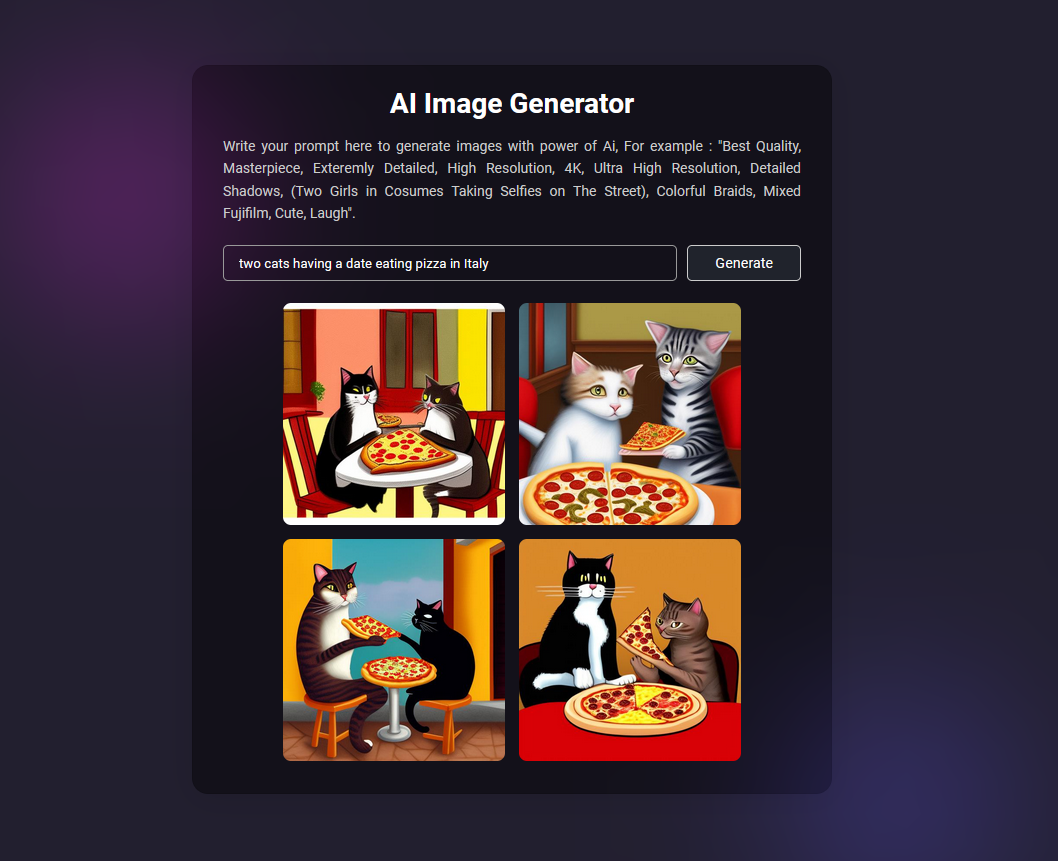 AI Image Generator
Write your prompt here to generate images with power of Ai, For example : "Best Quality,
Masterpiece, Exteremly Detailed, High Resolution, 4K, Ultra High Resolution, Detailed
Shadows, (Two Girls in Cosumes Taking Selfies on The Street), Colorful Braids, Mixed
Fujifilm, Cute, Laugh".
two cats having a date eating pizza in Italy
Generate